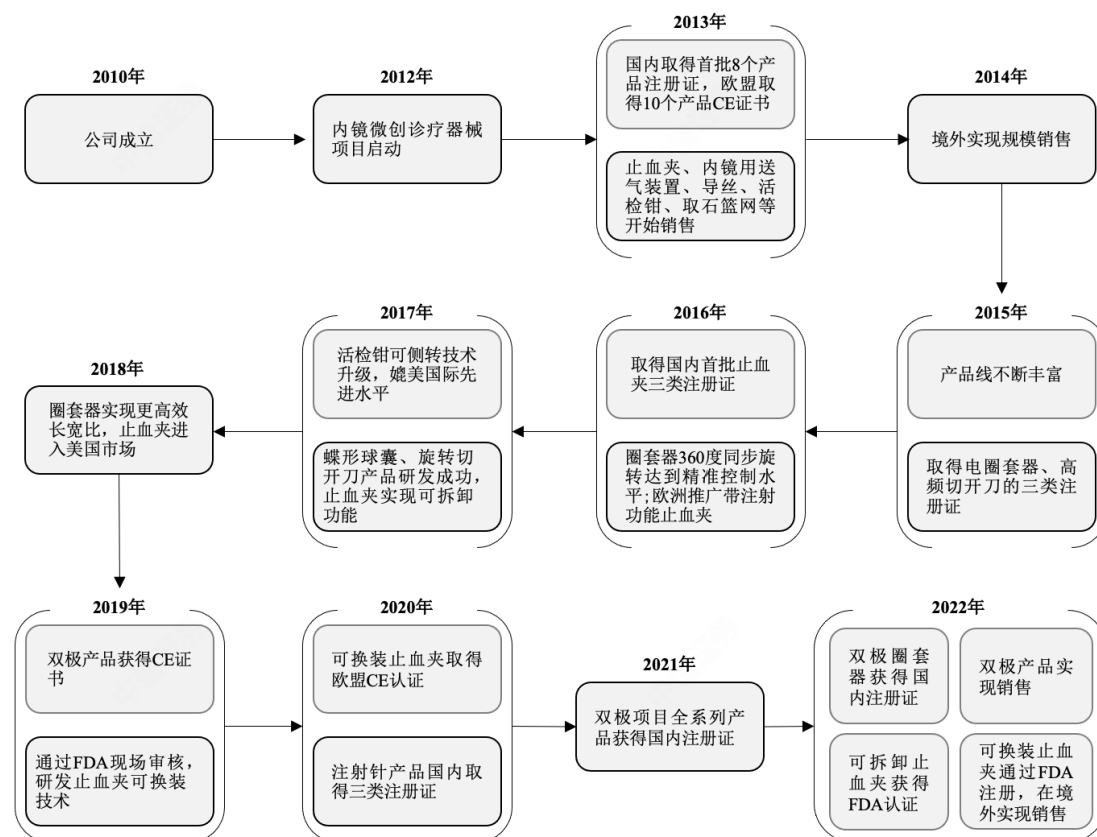 2010年
公司成立
2012年
内镜微创诊疗器械
项目启动
2013年
国内取得首批8个产
品注册证，欧盟取
得10个产品CE证书
止血夹、内镜用送
气装置、导丝、活
检钳、取石篮网等
开始销售
2014年
境外实现规模销售
2015年
产品线不断丰富
取得电圈套器、高
频切开刀的三类注
册证
2016年
取得国内首批止血
夹三类注册证
圈套器360度同步旋
转达到精准控制水
平;欧洲推广带注射
功能止血夹
2017年
活检钳可侧转技术
升级，媲美国际先
进水平
蝶形球囊、旋转切
开刀产品研发成功，
止血夹实现可拆卸
功能
2018年
圈套器实现更高效
长宽比，止血夹进
入美国市场
2019年
双极产品获得CE证
书
通过FDA现场审核，
研发止血夹可换装
技术
2020年
可换装止血夹取得
欧盟CE认证
注射针产品国内取
得三类注册证
2021年
双极项目全系列产
品获得国内注册证
2022年
双极圈套
器获得国
内注册证
双极产品实
现销售
可拆卸止
血夹获得
FDA认证
可换装止血
夹通过FDA
注册，在境
外实现销售